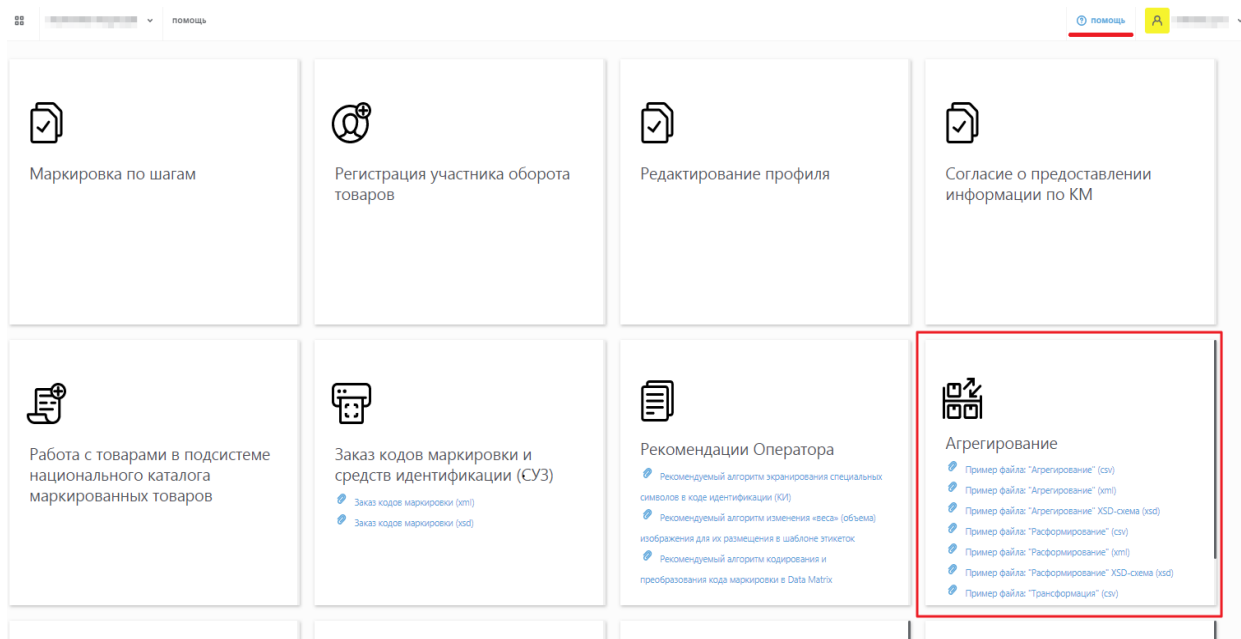 помощь
помощь
Маркировка по шагам
Регистрация участника оборота
товаров
Редактирование профиля
Согласие о предоставлении
информации по КМ
Работа с товарами в подсистеме
национального каталога
маркированных товаров
Заказ кодов маркировки и
средств идентификации (СУЗ)
Заказ кодов маркировки (xml)
Заказ кодов маркировки (xsd)
Рекомендации Оператора
Рекомендуемый алгоритм экранирования специальных
символов в коде идентификации (КИ)
Рекомендуемый алгоритм изменения «веса» (объема)
изображения для их размещения в шаблоне этикеток
Рекомендуемый алгоритм кодирования и
преобразования кода маркировки в Data Matrix
Агрегирование
Пример файла: "Агрегирование" (csv)
Пример файла: "Агрегирование" (xml)
Пример файла: "Агрегирование" XSD-схема (xsd)
Пример файла: "Расформирование" (csv)
Пример файла: "Расформирование" (xml)
Пример файла: "Расформирование" XSD-схема (xsd)
Пример файла: "Трансформация" (csv)